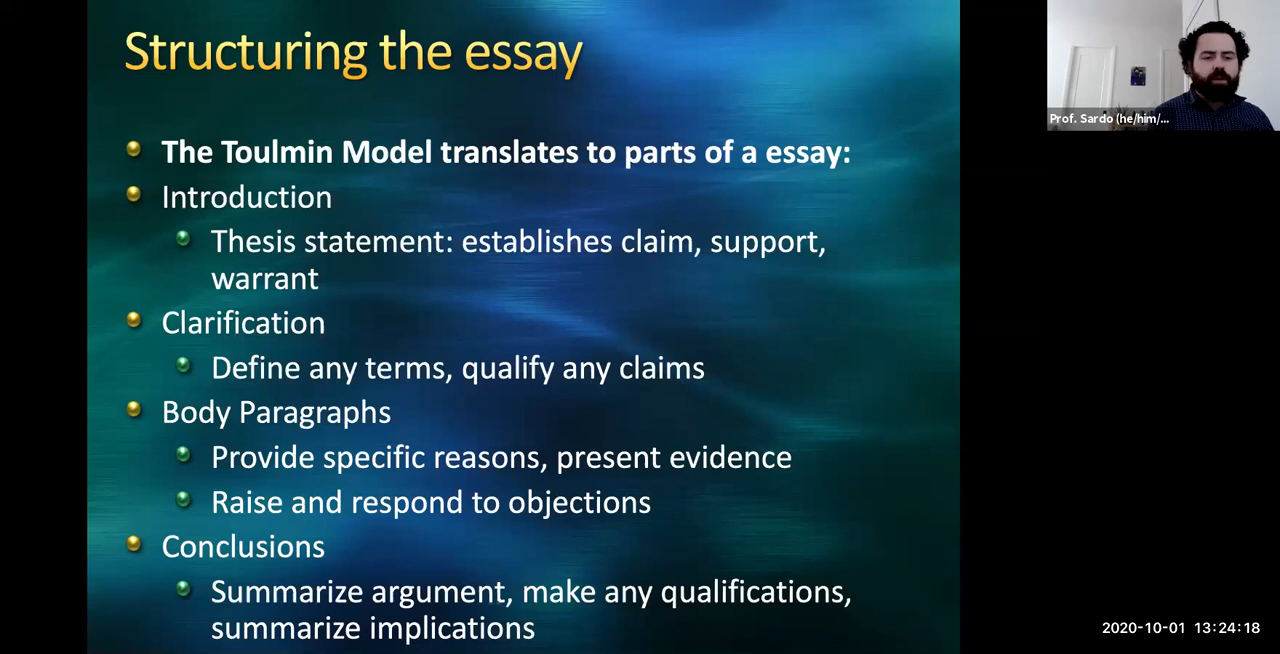 Structuring the essay
The Toulmin Model translates to parts of a essay:
Introduction
Thesis statement: establishes claim, support,
warrant
Clarification
Define any terms, qualify any claims
Body Paragraphs
Provide specific reasons, present evidence
Raise and respond to objections
Conclusions
Summarize argument, make any qualifications,
summarize implications
Prof. Sardo (he/him/...
2020-10-01 13:24:18